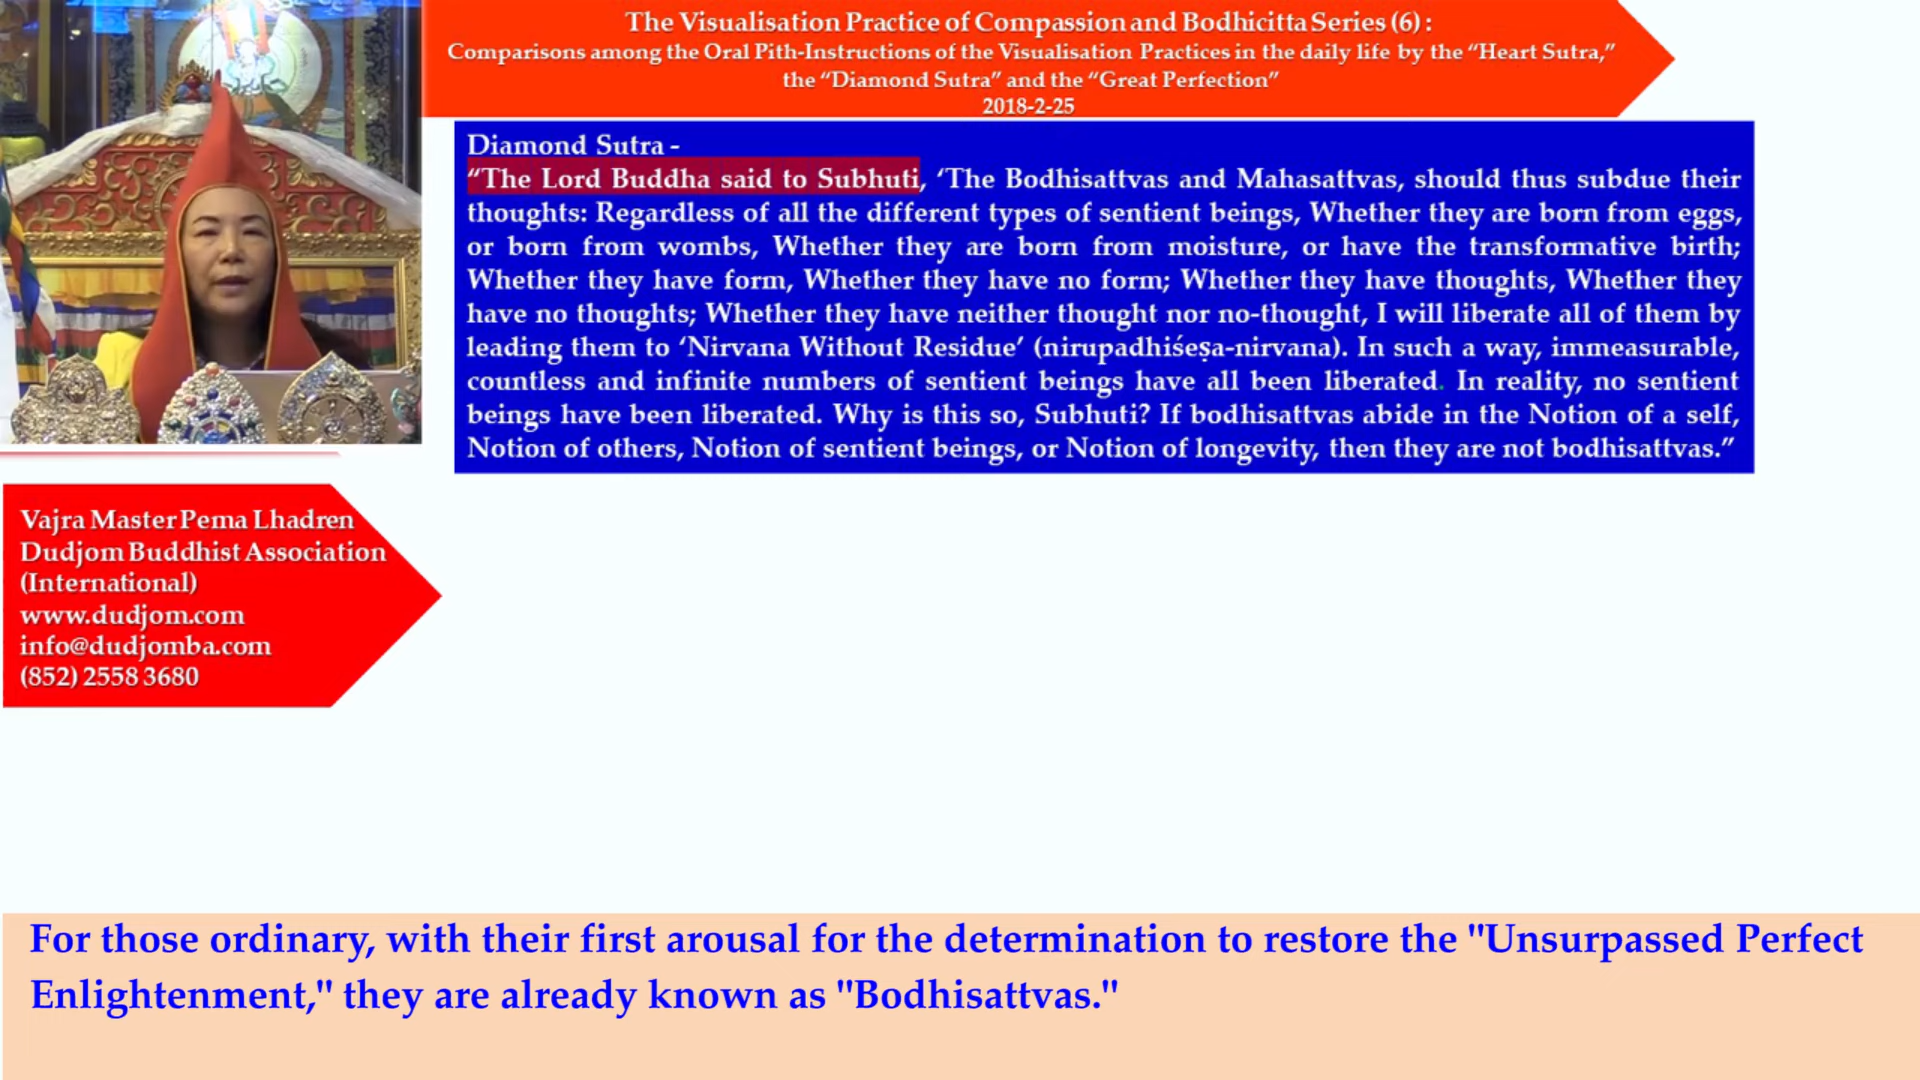 The Visualisation Practice of Compassion and Bodhicitta Series (6) :
Comparisons among the Oral Pith-Instructions of the Visualisation Practices in the daily life by the “Heart Sutra,”
the “Diamond Sutra” and the “Great Perfection”
2018-2-25
Diamond Sutra -
“The Lord Buddha said to Subhuti, ‘The Bodhisattvas and Mahasattvas, should thus subdue their
thoughts: Regardless of all the different types of sentient beings, Whether they are born from eggs,
or born from wombs, Whether they are born from moisture, or have the transformative birth;
Whether they have form, Whether they have no form; Whether they have thoughts, Whether they
have no thoughts; Whether they have neither thought nor no-thought, I will liberate all of them by
leading them to ‘Nirvana Without Residue’ (nirupadhiśeṣa-nirvana). In such a way, immeasurable,
countless and infinite numbers of sentient beings have all been liberated. In reality, no sentient
beings have been liberated. Why is this so, Subhuti? If bodhisattvas abide in the Notion of a self,
Notion of others, Notion of sentient beings, or Notion of longevity, then they are not bodhisattvas.”
Vajra Master Pema Lhadren
Dudjom Buddhist Association
(International)
www.dudjom.com
info@dudjomba.com
(852) 2558 3680
For those ordinary, with their first arousal for the determination to restore the "Unsurpassed Perfect
Enlightenment," they are already known as "Bodhisattvas."